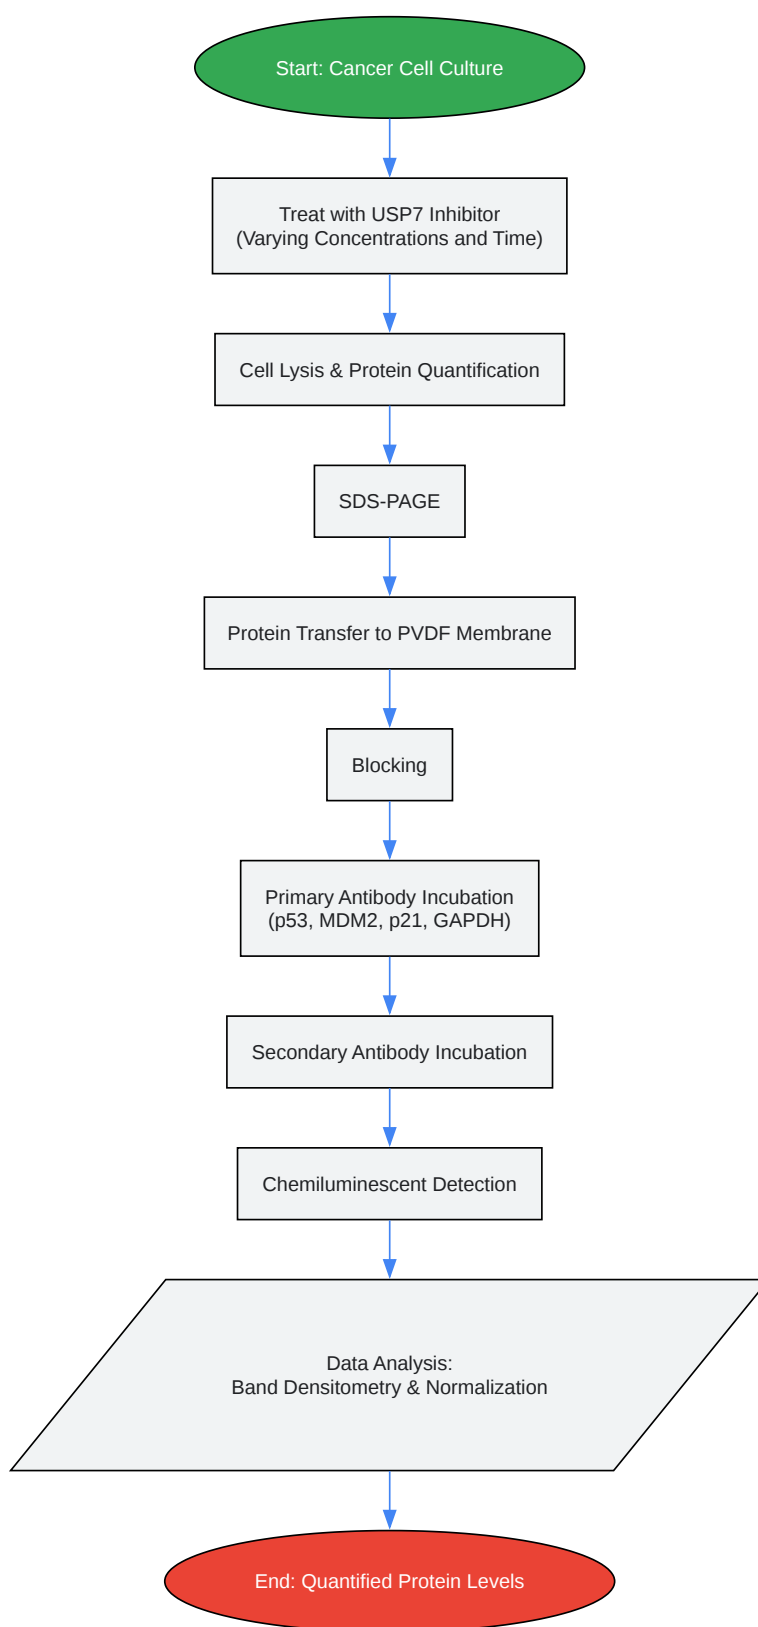 Start: Cancer Cell Culture
Treat with USP7 Inhibitor
(Varying Concentrations and Time)
Cell Lysis & Protein Quantification
SDS-PAGE
Protein Transfer to PVDF Membrane
Blocking
Primary Antibody Incubation
(p53, MDM2, p21, GAPDH)
Secondary Antibody Incubation
Chemiluminescent Detection
Data Analysis:
Band Densitometry & Normalization
End: Quantified Protein Levels